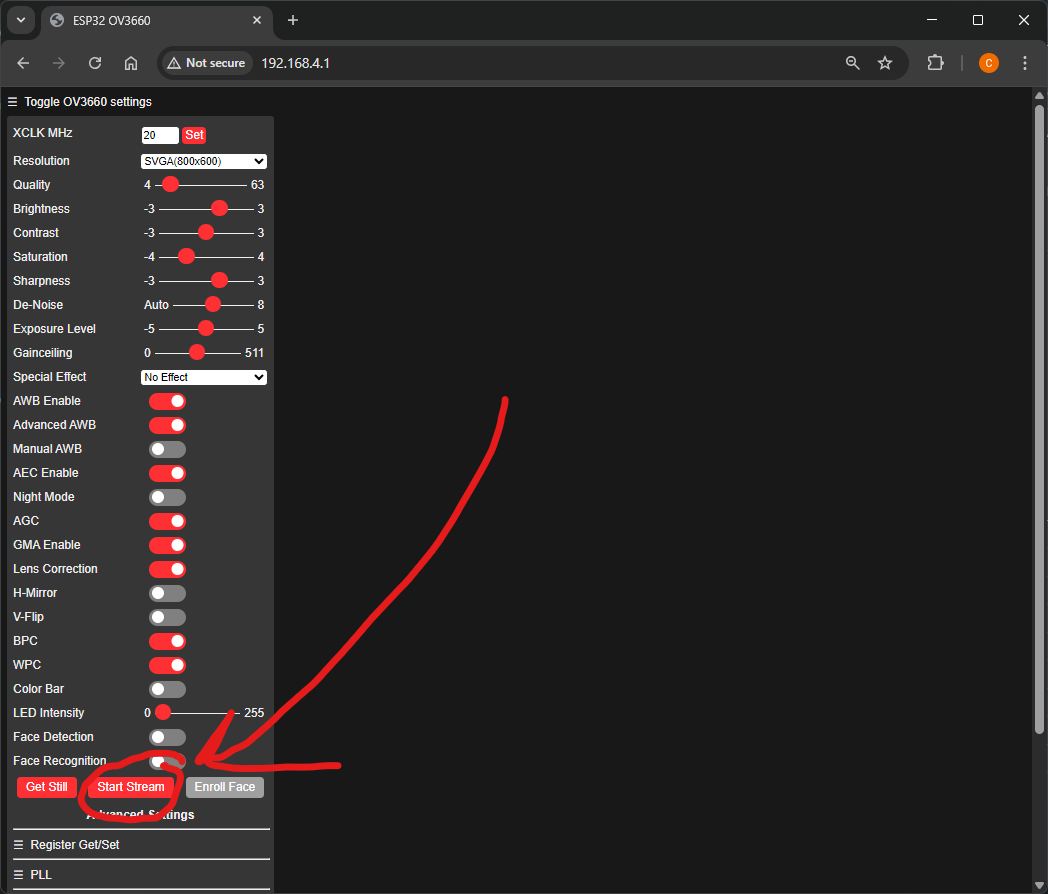 ESP32 OV3660
Not secure 192.168.4.1 C
Toggle OV3660 settings
XCLK MHz 20 Set
Resolution SVGA(800x600)
Quality 4 63
Brightness -3 3
Contrast -3 3
Saturation -4 4
Sharpness -3 3
De-Noise Auto 8
Exposure Level -5 5
Gainceiling 0 511
Special Effect No Effect
AWB Enable
Advanced AWB
Manual AWB
AEC Enable
Night Mode
AGC
GMA Enable
Lens Correction
H-Mirror
V-Flip
BPC
WPC
Color Bar
LED Intensity 0 255
Face Detection
Face Recognition
Get Still Start Stream Enroll Face
Advanced Settings
Register Get/Set
PLL